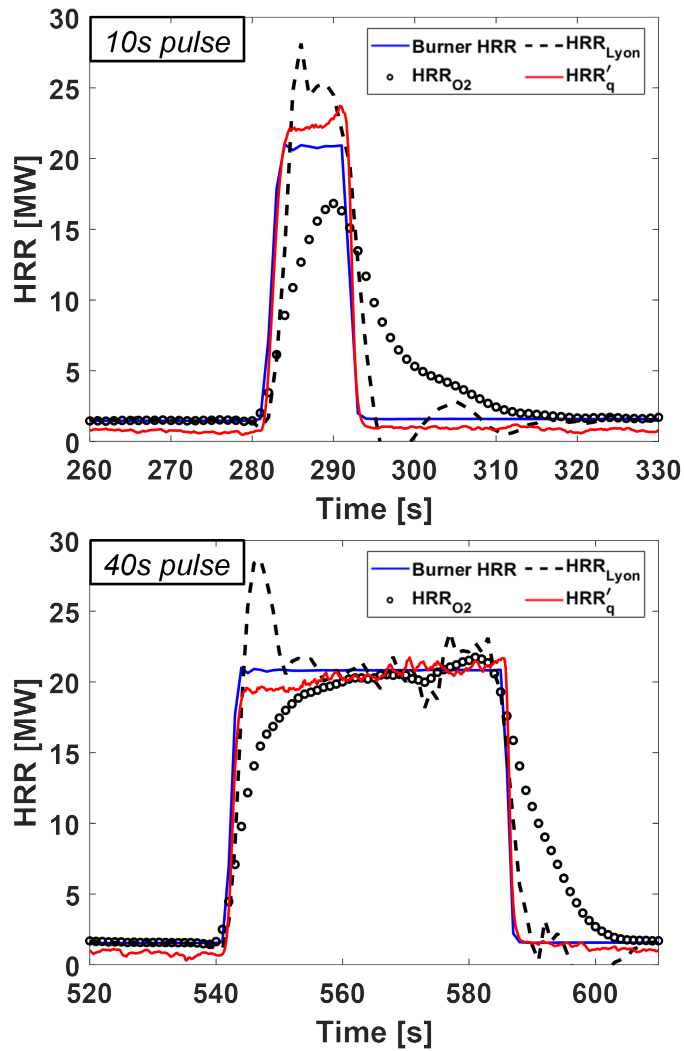 10s pulse
Burner HRR
HRR_O2
HRR_Lyon
HRR′_q
HRR [MW]
30
25
20
15
10
5
0
260 270 280 290 300 310 320 330
Time [s]
40s pulse
Burner HRR
HRR_O2
HRR_Lyon
HRR′_q
HRR [MW]
30
25
20
15
10
5
0
520 540 560 580 600
Time [s]